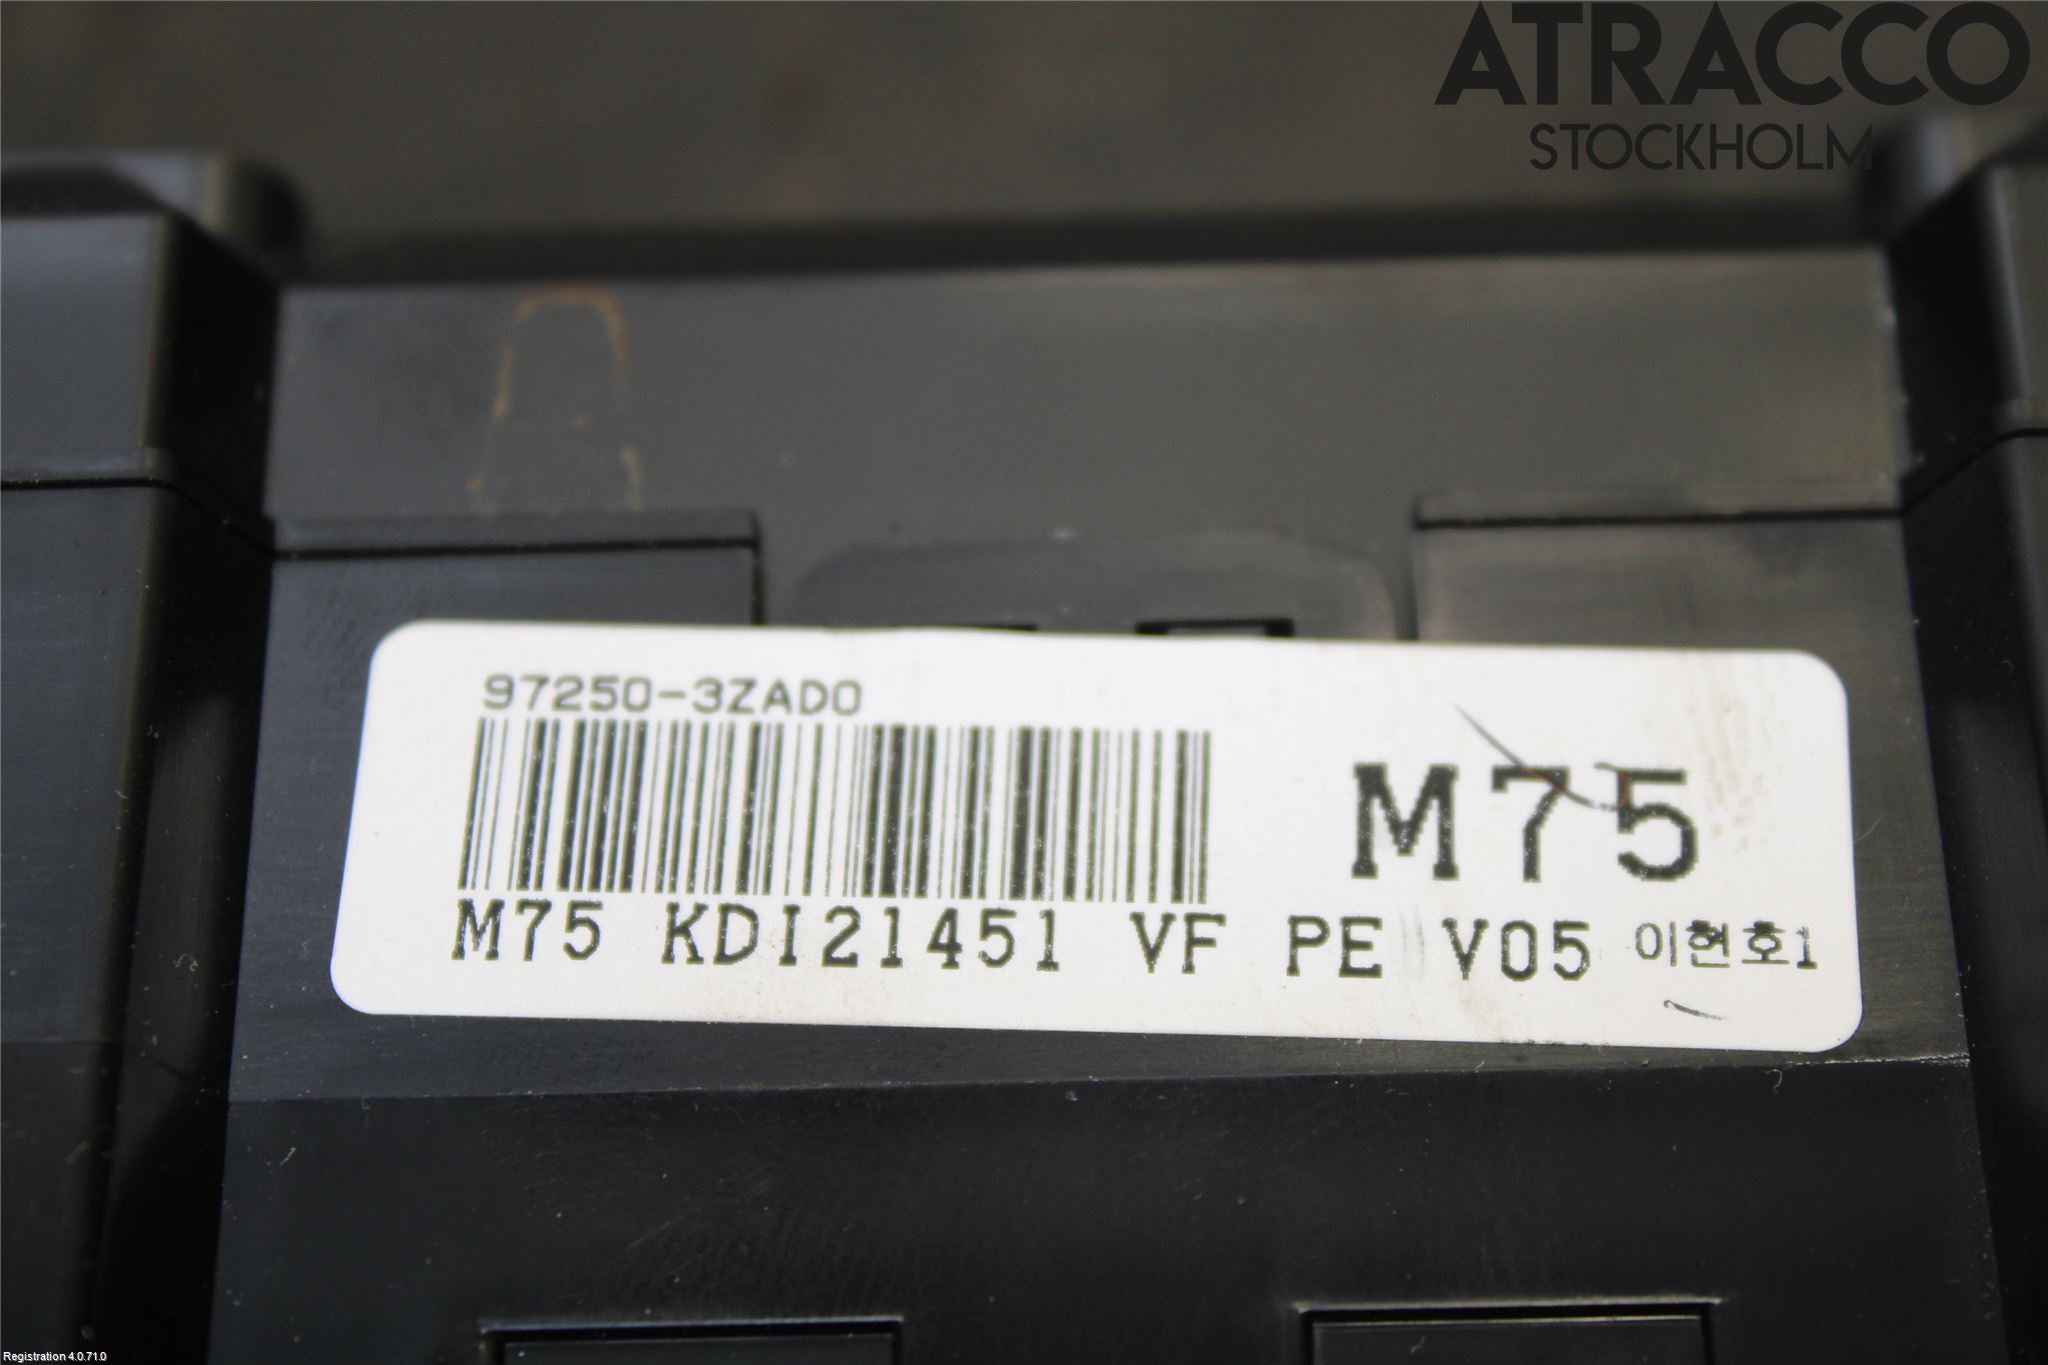 ATRACCO
STOCKHOLM
97250-3ZAD0
M75
M75 KDI21451 VF PE V05 이현호1
Registration 4.0.71.0